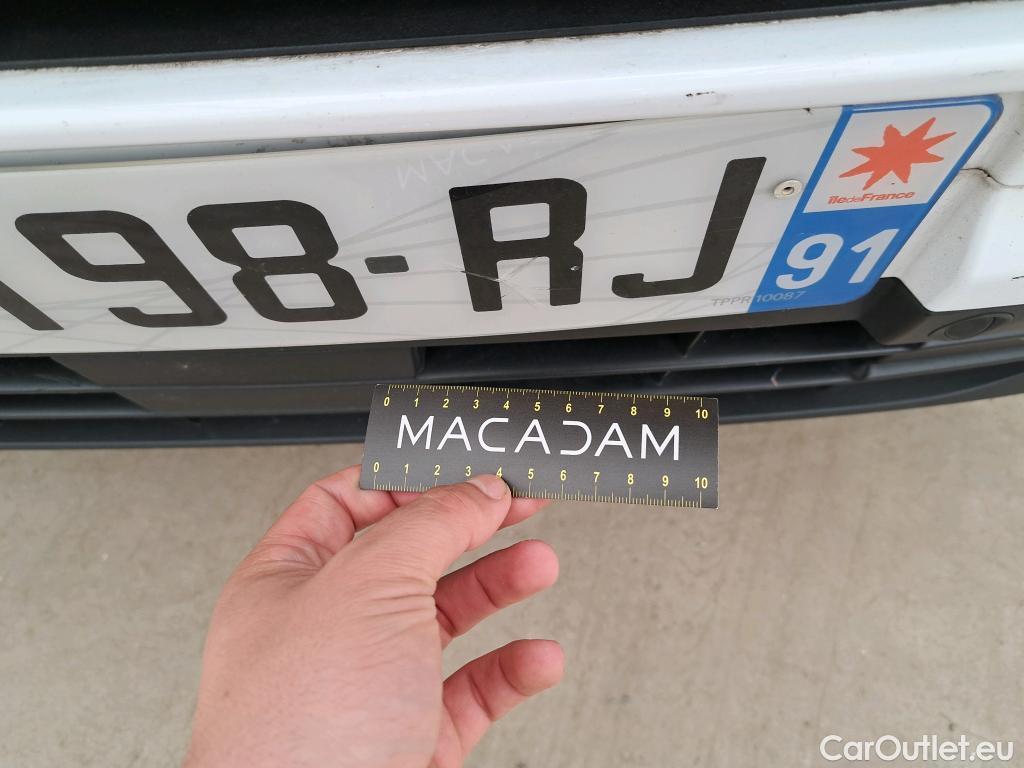 198-RJ
îledeFrance
91
TPPR 10087
0 1 2 3 4 5 6 7 8 9 10
MACADAM
0 1 2 3 4 5 6 7 8 9 10
CarOutlet.eu